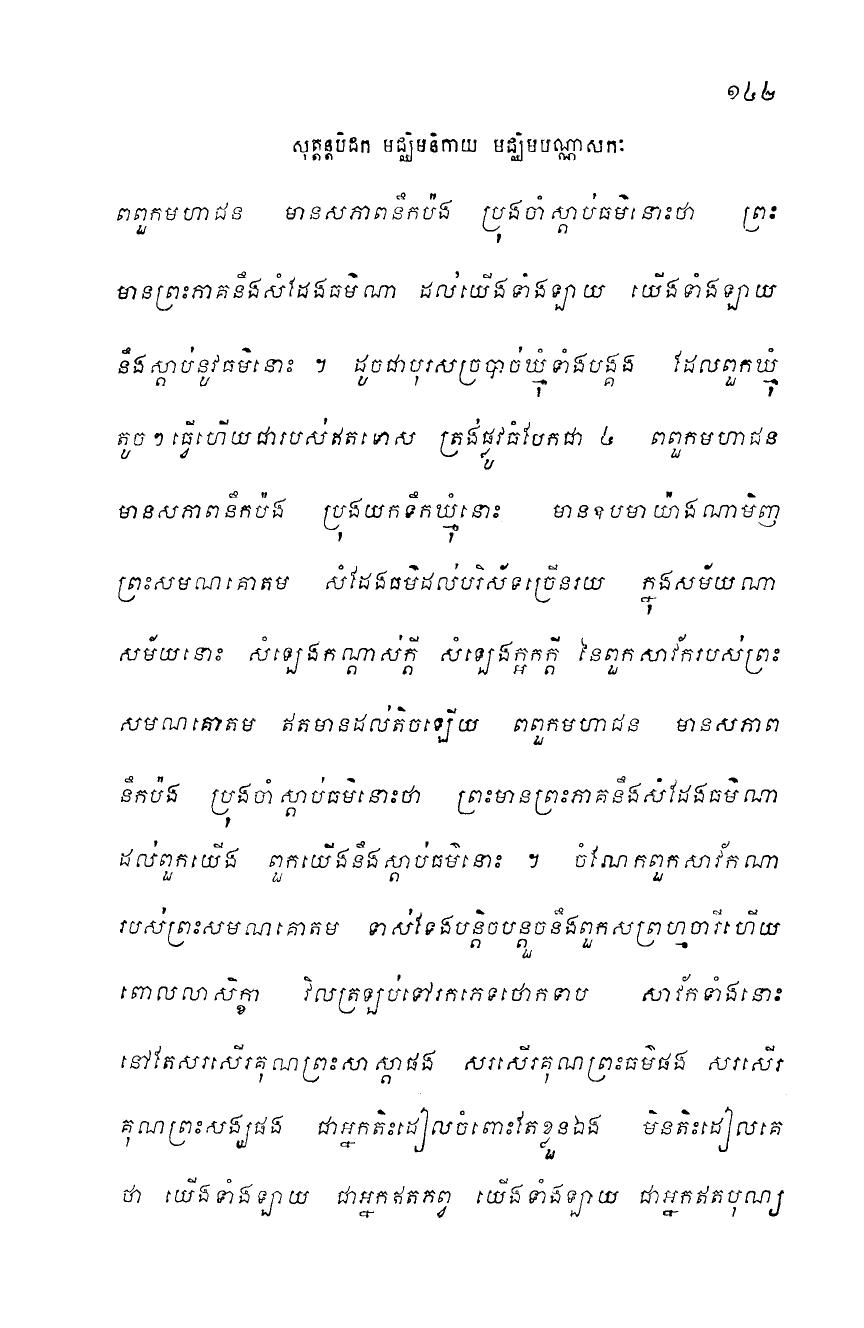 ១៤២
សុត្តន្តបិដក មជ្ឈិមនិកាយ មជ្ឈិមបណ្ណាសកៈ
ពពួកមហាជន មានសភាពនឹកប៉ង ប្រុងចាំស្តាប់ធម៌នោះថា ព្រះ
មានព្រះភាគនឹងសំដែងធម៌ណា ដល់យើងទាំងឡាយ យើងទាំងឡាយ
នឹងស្តាប់នូវធម៌នោះ ។ ដូចជាបុរសច្របាច់ឃ្មុំទាំងបង្គង ដែលពួកឃ្មុំ
តូចៗ ធ្វើហើយជារបស់ឥតទោស ត្រង់ផ្លូវធំបែកជា ៤ ពពួកមហាជន
មានសភាពនឹកប៉ង ប្រុងយកទឹកឃ្មុំនោះ មានឧបមាយ៉ាងណាមិញ
ព្រះសមណគោតម សំដែងធម៌ដល់បរិស័ទច្រើនរយ ក្នុងសម័យណា
សម័យនោះ សំឡេងកណ្តាស់ក្តី សំឡេងក្អកក្តី នៃពួកសាវ័ករបស់ព្រះ
សមណគោតម ឥតមានដល់តិចឡើយ ពពួកមហាជន មានសភាព
នឹកប៉ង ប្រុងចាំស្តាប់ធម៌នោះថា ព្រះមានព្រះភាគនឹងសំដែងធម៌ណា
ដល់ពួកយើង ពួកយើងនឹងស្តាប់ធម៌នោះ ។ ចំណែកពួកសាវ័កណា
របស់ព្រះសមណគោតម ទាស់ទែងបន្តិចបន្តួចនឹងពួកសព្រហ្មចារីហើយ
ពោលលាសិក្ខា វិលត្រឡប់ទៅរកភេទថោកទាប សាវ័កទាំងនោះ
នៅតែសរសើរគុណព្រះសាស្តាផង សរសើរគុណព្រះធម៌ផង សរសើរ
គុណព្រះសង្ឃផង ជាអ្នកតិះដៀលចំពោះតែខ្លួនឯង មិនតិះដៀលគេ
ថា យើងទាំងឡាយ ជាអ្នកឥតភព្វ យើងទាំងឡាយ ជាអ្នកឥតបុណ្យ